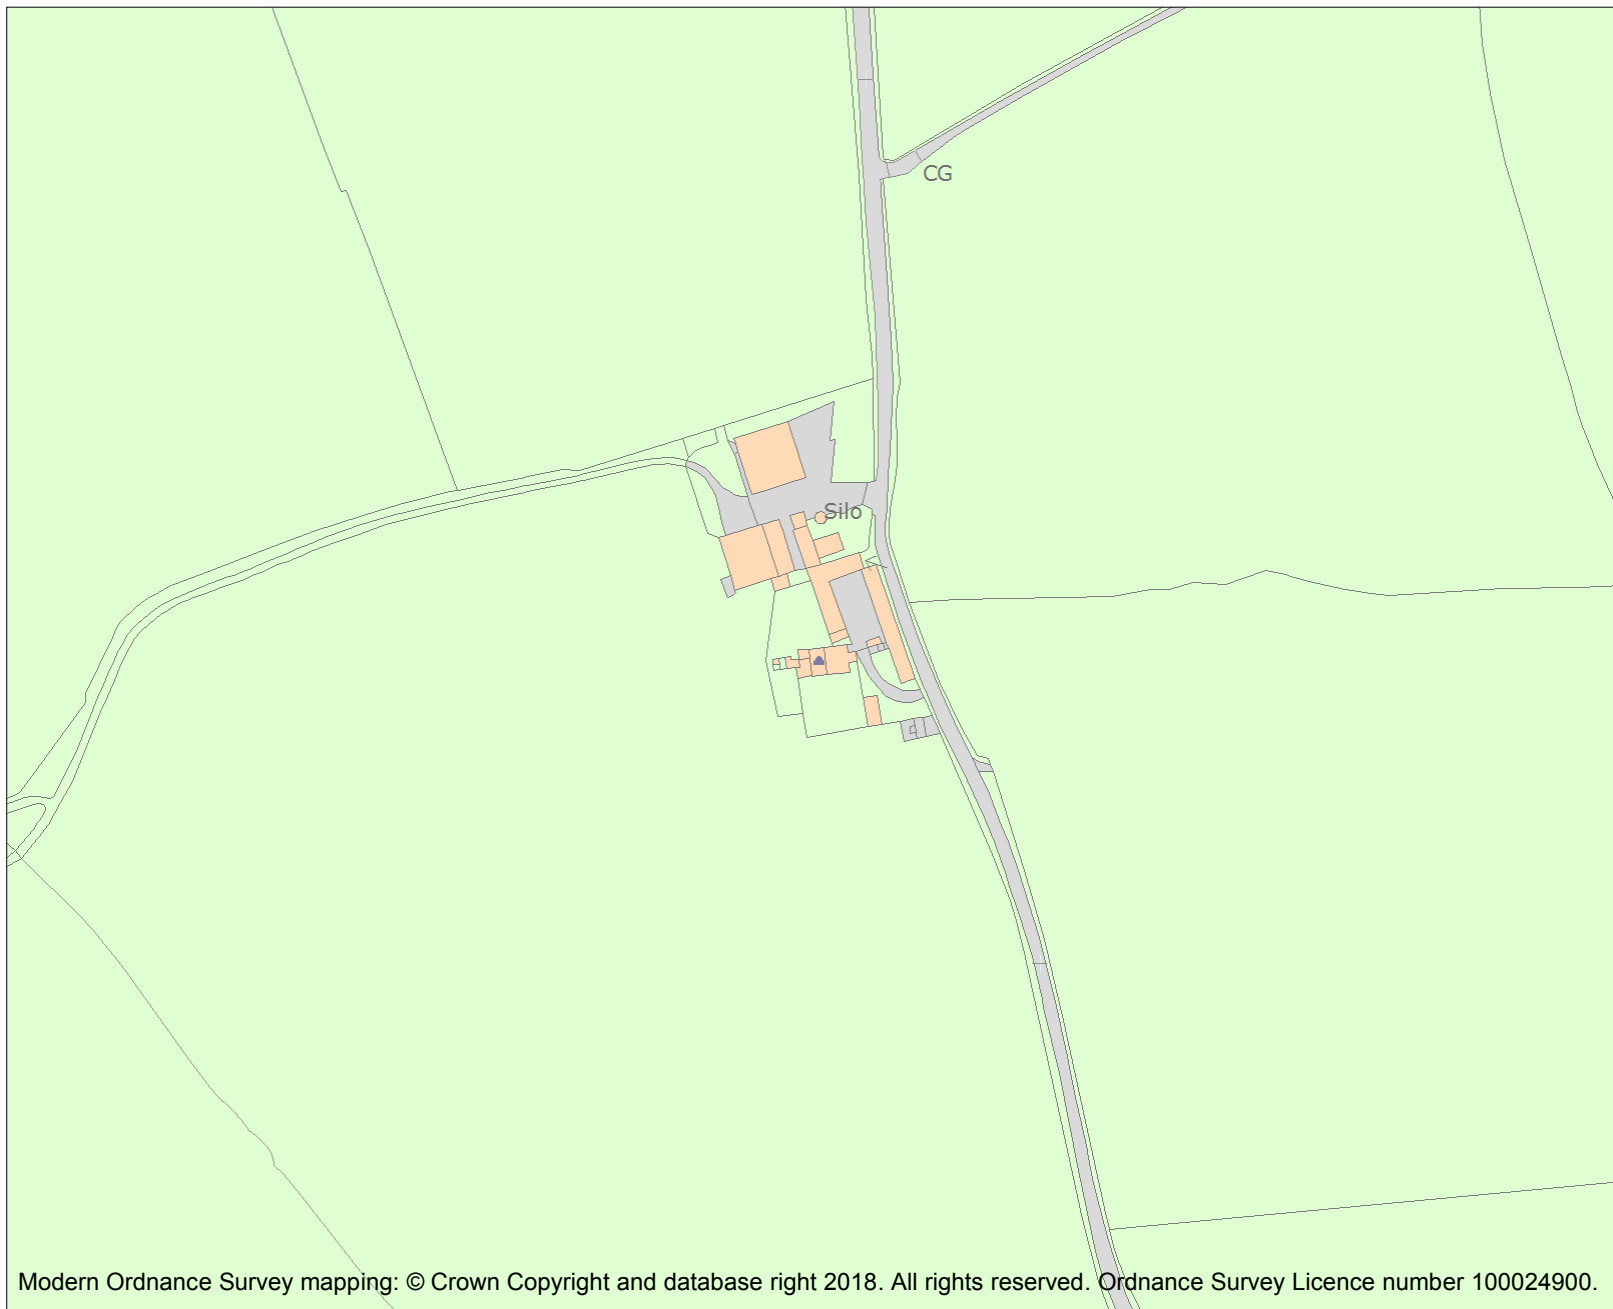 CG
Silo
Modern Ordnance Survey mapping: © Crown Copyright and database right 2018. All rights reserved. Ordnance Survey Licence number 100024900.